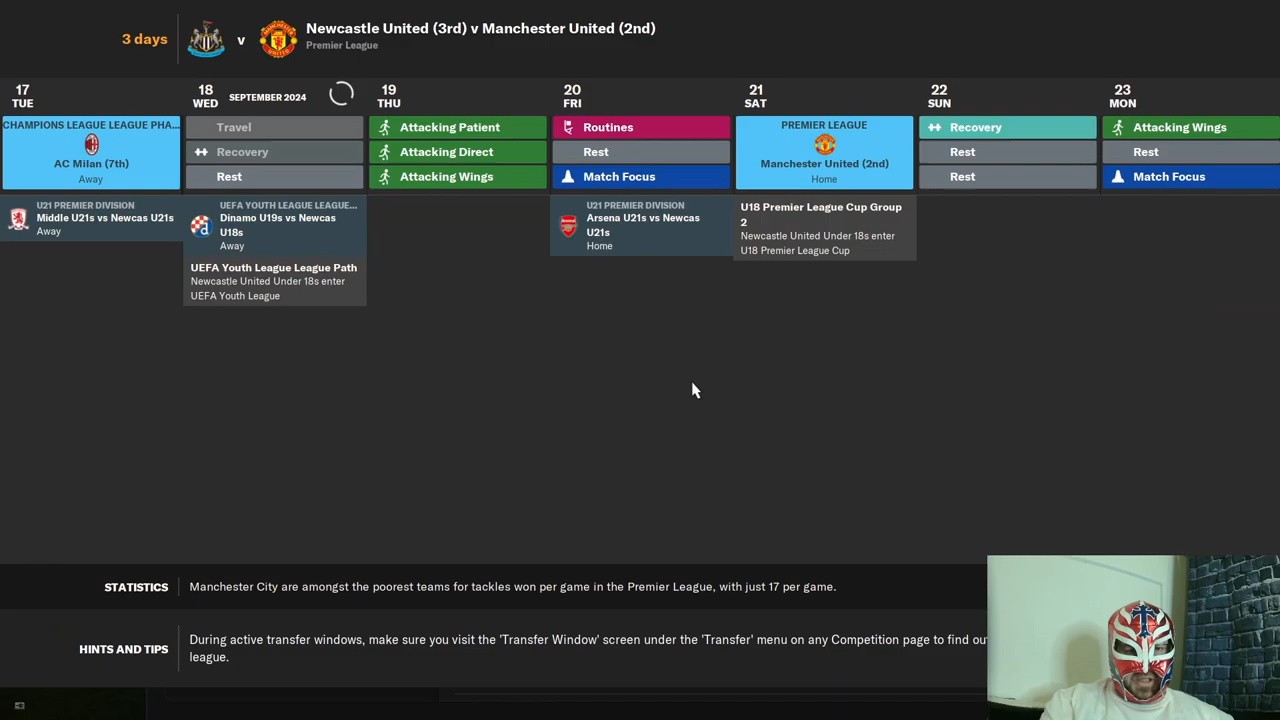 3 days
v
Newcastle United (3rd) v Manchester United (2nd)
Premier League
17
TUE
18
WED
SEPTEMBER 2024
19
THU
20
FRI
21
SAT
22
SUN
23
MON
CHAMPIONS LEAGUE LEAGUE PHA...
AC Milan (7th)
Away
Travel
Recovery
Rest
Attacking Patient
Attacking Direct
Attacking Wings
Routines
Rest
Match Focus
PREMIER LEAGUE
Manchester United (2nd)
Home
Recovery
Rest
Rest
Attacking Wings
Rest
Match Focus
U21 PREMIER DIVISION
Middle U21s vs Newcas U21s
Away
UEFA YOUTH LEAGUE LEAGUE...
Dinamo U19s vs Newcas
U18s
Away
UEFA Youth League League Path
Newcastle United Under 18s enter
UEFA Youth League
U21 PREMIER DIVISION
Arsena U21s vs Newcas
U21s
Home
U18 Premier League Cup Group
2
Newcastle United Under 18s enter
U18 Premier League Cup
STATISTICS
Manchester City are amongst the poorest teams for tackles won per game in the Premier League, with just 17 per game.
HINTS AND TIPS
During active transfer windows, make sure you visit the 'Transfer Window' screen under the 'Transfer' menu on any Competition page to find ou
league.